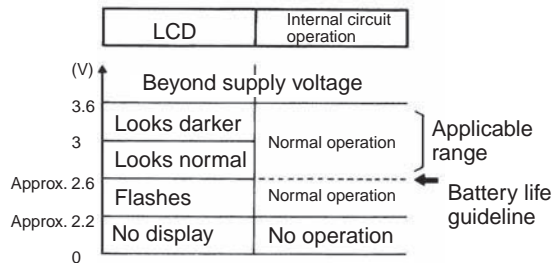 LCD
Internal circuit
operation
(V)
Beyond supply voltage
3.6
Looks darker
Normal operation
Applicable
range
3
Looks normal
Approx. 2.6
Flashes
Normal operation
Battery life
guideline
Approx. 2.2
No display
No operation
0